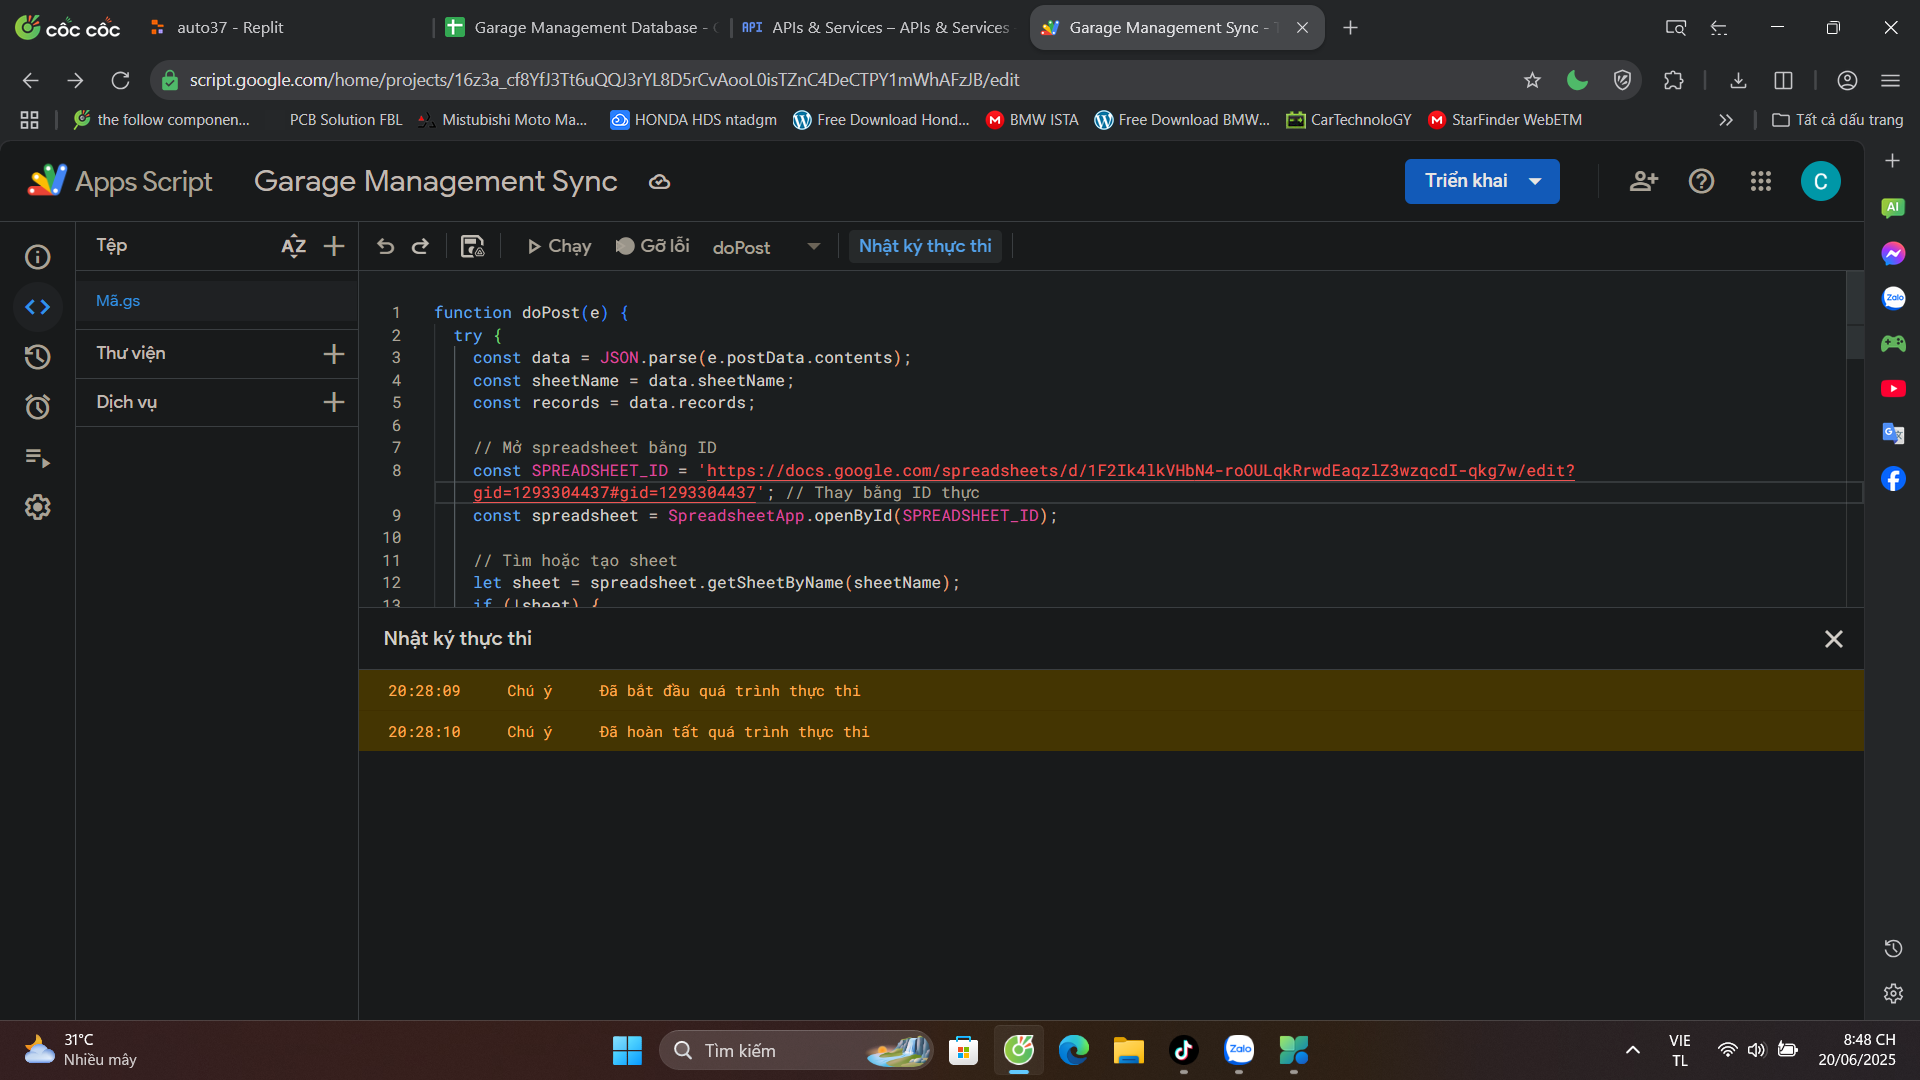 cốc cốc
auto37 - Replit
Garage Management Database - G
API APIs & Services – APIs & Services
Garage Management Sync - T
script.google.com/home/projects/16z3a_cf8YfJ3Tt6uQQJ3rYL8D5rCvAooL0isTZnC4DeCTPY1mWhAFzJB/edit
the follow componen...
PCB Solution FBL
Mistubishi Moto Ma...
HONDA HDS ntadgm
Free Download Hond...
BMW ISTA
Free Download BMW...
CarTechnoloGY
StarFinder WebETM
Tất cả dấu trang
Apps Script
Garage Management Sync
Triển khai
C
AI
Tệp
AZ
Chạy
Gỡ lỗi
doPost
Nhật ký thực thi
Mã.gs
Thư viện
Dịch vụ
1 function doPost(e) {
2 try {
3 const data = JSON.parse(e.postData.contents);
4 const sheetName = data.sheetName;
5 const records = data.records;
6
7 // Mở spreadsheet bằng ID
8 const SPREADSHEET_ID = 'https://docs.google.com/spreadsheets/d/1F2Ik4lkVHbN4-roOULqkRrwdEaqzlZ3wzqcdI-qkg7w/edit?
gid=1293304437#gid=1293304437'; // Thay bằng ID thực
9 const spreadsheet = SpreadsheetApp.openById(SPREADSHEET_ID);
10
11 // Tìm hoặc tạo sheet
12 let sheet = spreadsheet.getSheetByName(sheetName);
13 if (!sheet) {
Nhật ký thực thi
20:28:09 Chú ý Đã bắt đầu quá trình thực thi
20:28:10 Chú ý Đã hoàn tất quá trình thực thi
Zalo
31°C
Nhiều mây
Tìm kiếm
Zalo
VIE
TL
8:48 CH
20/06/2025